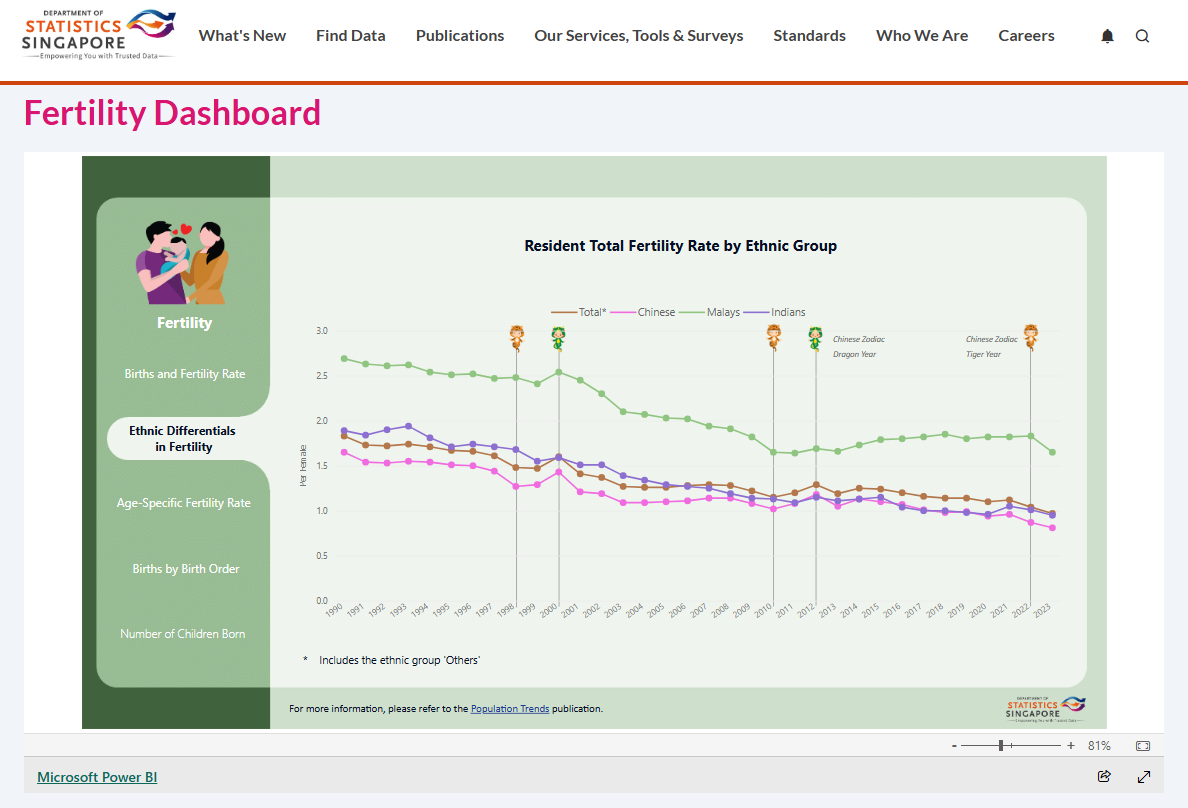 DEPARTMENT OF
STATISTICS
SINGAPORE
Empowering You with Trusted Data
What's New
Find Data
Publications
Our Services, Tools & Surveys
Standards
Who We Are
Careers
Fertility Dashboard
Fertility
Births and Fertility Rate
Ethnic Differentials
in Fertility
Age-Specific Fertility Rate
Births by Birth Order
Number of Children Born
Resident Total Fertility Rate by Ethnic Group
Total* Chinese Malays Indians
Chinese Zodiac
Dragon Year
Chinese Zodiac
Tiger Year
Per Female
3.0
2.5
2.0
1.5
1.0
0.5
0.0
1990 1991 1992 1993 1994 1995 1996 1997 1998 1999 2000 2001 2002 2003 2004 2005 2006 2007 2008 2009 2010 2011 2012 2013 2014 2015 2016 2017 2018 2019 2020 2021 2022 2023
* Includes the ethnic group 'Others'
For more information, please refer to the Population Trends publication.
DEPARTMENT OF
STATISTICS
SINGAPORE
Empowering You with Trusted Data
- + 81%
Microsoft Power BI